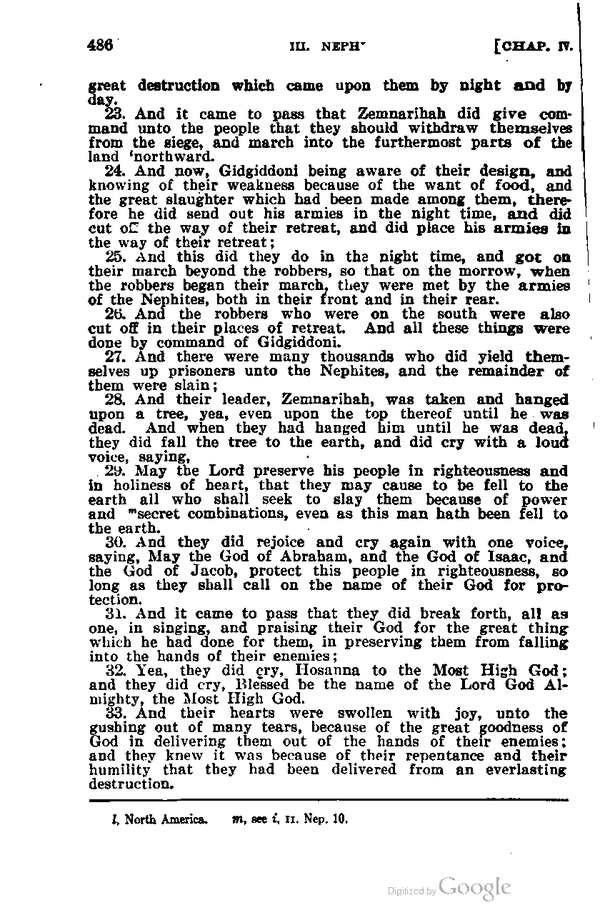 486 III. NEPH' [CHAP. IV.
great destruction which came upon them by night and by
day.
23. And it came to pass that Zemnarihah did give com-
mand unto the people that they should withdraw themselves
from the siege, and march into the furthermost parts of the
land 'northward.
24. And now, Gidgiddoni being aware of their design, and
knowing of their weakness because of the want of food, and
the great slaughter which had been made among them, there-
fore he did send out his armies in the night time, and did
cut off the way of their retreat, and did place his armies in
the way of their retreat;
25. And this did they do in the night time, and got on
their march beyond the robbers, so that on the morrow, when
the robbers began their march, they were met by the armies
of the Nephites, both in their front and in their rear.
26. And the robbers who were on the south were also
cut off in their places of retreat. And all these things were
done by command of Gidgiddoni.
27. And there were many thousands who did yield them-
selves up prisoners unto the Nephites, and the remainder of
them were slain;
28. And their leader, Zemnarihah, was taken and hanged
upon a tree, yea, even upon the top thereof until he was
dead. And when they had hanged him until he was dead,
they did fall the tree to the earth, and did cry with a loud
voice, saying,
29. May the Lord preserve his people in righteousness and
in holiness of heart, that they may cause to be fell to the
earth all who shall seek to slay them because of power
and ᵐsecret combinations, even as this man hath been fell to
the earth.
30. And they did rejoice and cry again with one voice,
saying, May the God of Abraham, and the God of Isaac, and
the God of Jacob, protect this people in righteousness, so
long as they shall call on the name of their God for pro-
tection.
31. And it came to pass that they did break forth, all as
one, in singing, and praising their God for the great thing
which he had done for them, in preserving them from falling
into the hands of their enemies;
32. Yea, they did cry, Hosanna to the Most High God;
and they did cry, Blessed be the name of the Lord God Al-
mighty, the Most High God.
33. And their hearts were swollen with joy, unto the
gushing out of many tears, because of the great goodness of
God in delivering them out of the hands of their enemies;
and they knew it was because of their repentance and their
humility that they had been delivered from an everlasting
destruction.
l, North America. m, see i, II. Nep. 10.
Digitized by Google